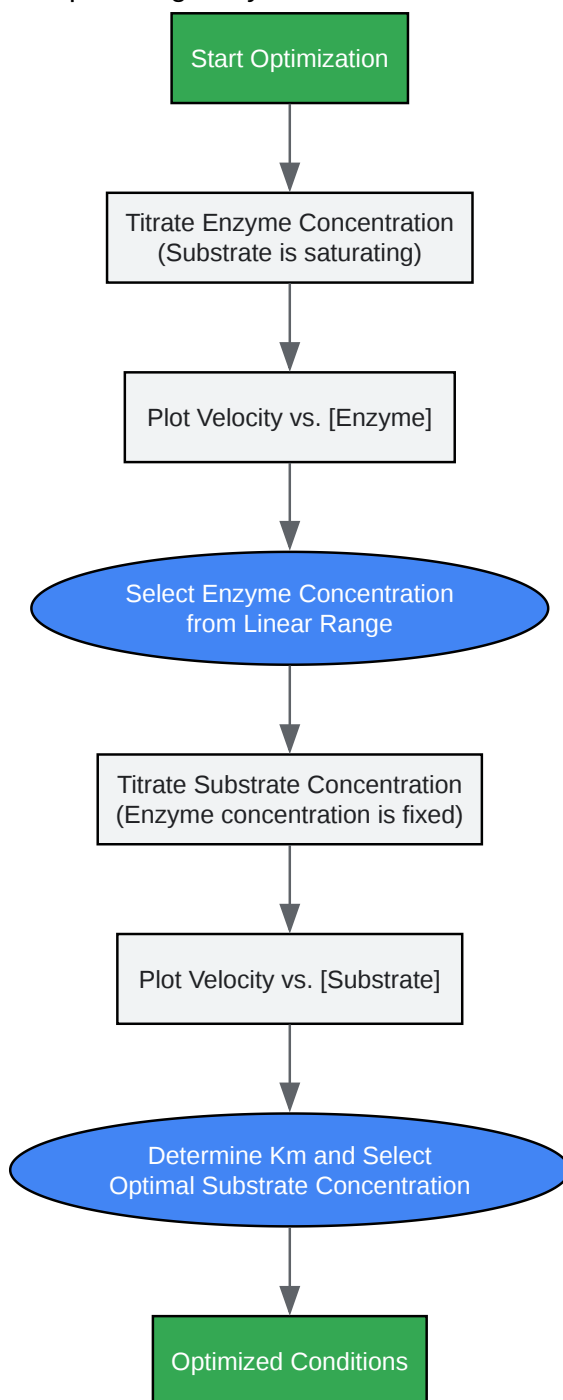 Start Optimization
Titrate Enzyme Concentration
(Substrate is saturating)
Plot Velocity vs. [Enzyme]
Select Enzyme Concentration
from Linear Range
Titrate Substrate Concentration
(Enzyme concentration is fixed)
Plot Velocity vs. [Substrate]
Determine Km and Select
Optimal Substrate Concentration
Optimized Conditions